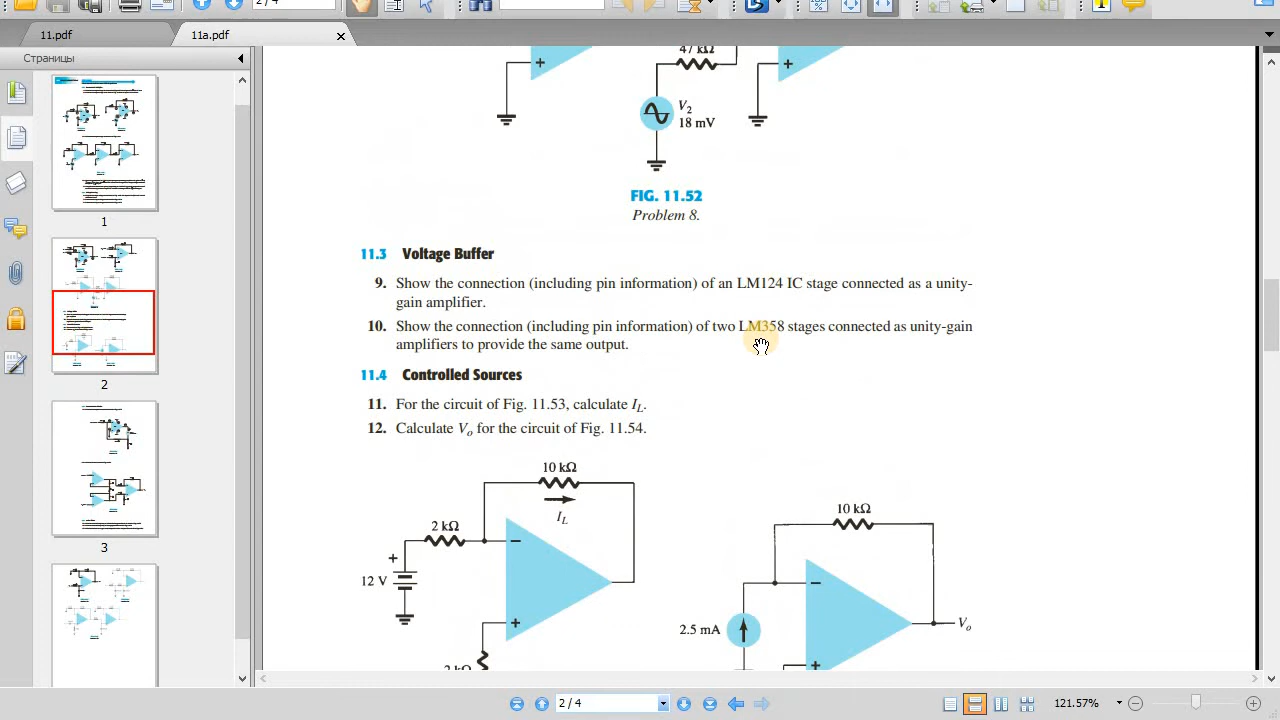 2 / 4
11.pdf
11a.pdf
Страницы
1
2
3
47 kΩ
+
+
V2
18 mV
FIG. 11.52
Problem 8.
11.3 Voltage Buffer
9. Show the connection (including pin information) of an LM124 IC stage connected as a unity-
gain amplifier.
10. Show the connection (including pin information) of two LM358 stages connected as unity-gain
amplifiers to provide the same output.
11.4 Controlled Sources
11. For the circuit of Fig. 11.53, calculate IL.
12. Calculate Vo for the circuit of Fig. 11.54.
10 kΩ
IL
2 kΩ
+
12 V
−
+
2 kΩ
10 kΩ
−
2.5 mA
+
Vo
2 / 4
121.57%